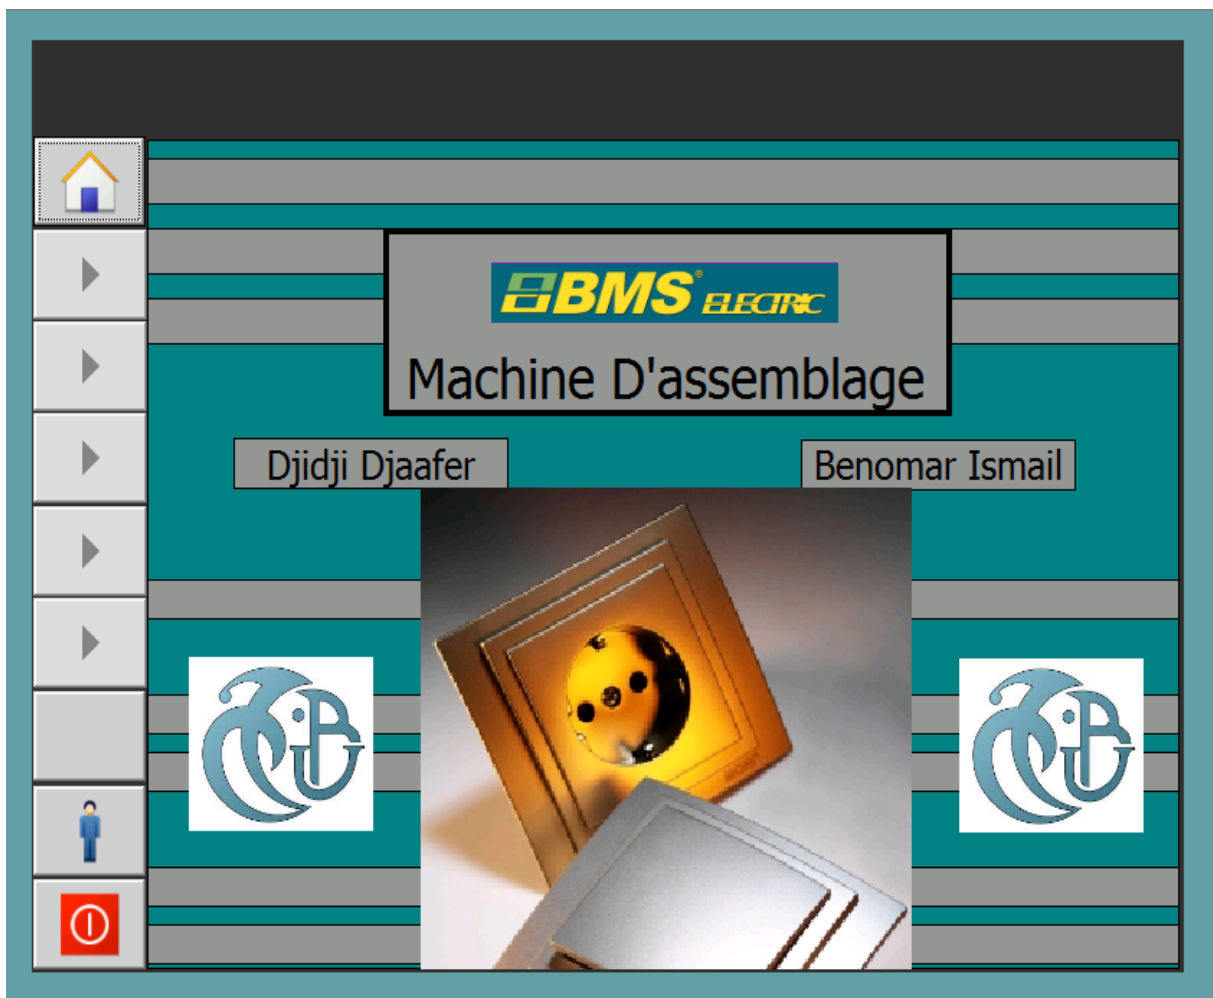 BMS® ELECTRIC
Machine D'assemblage
Djidji Djaafer
Benomar Ismail